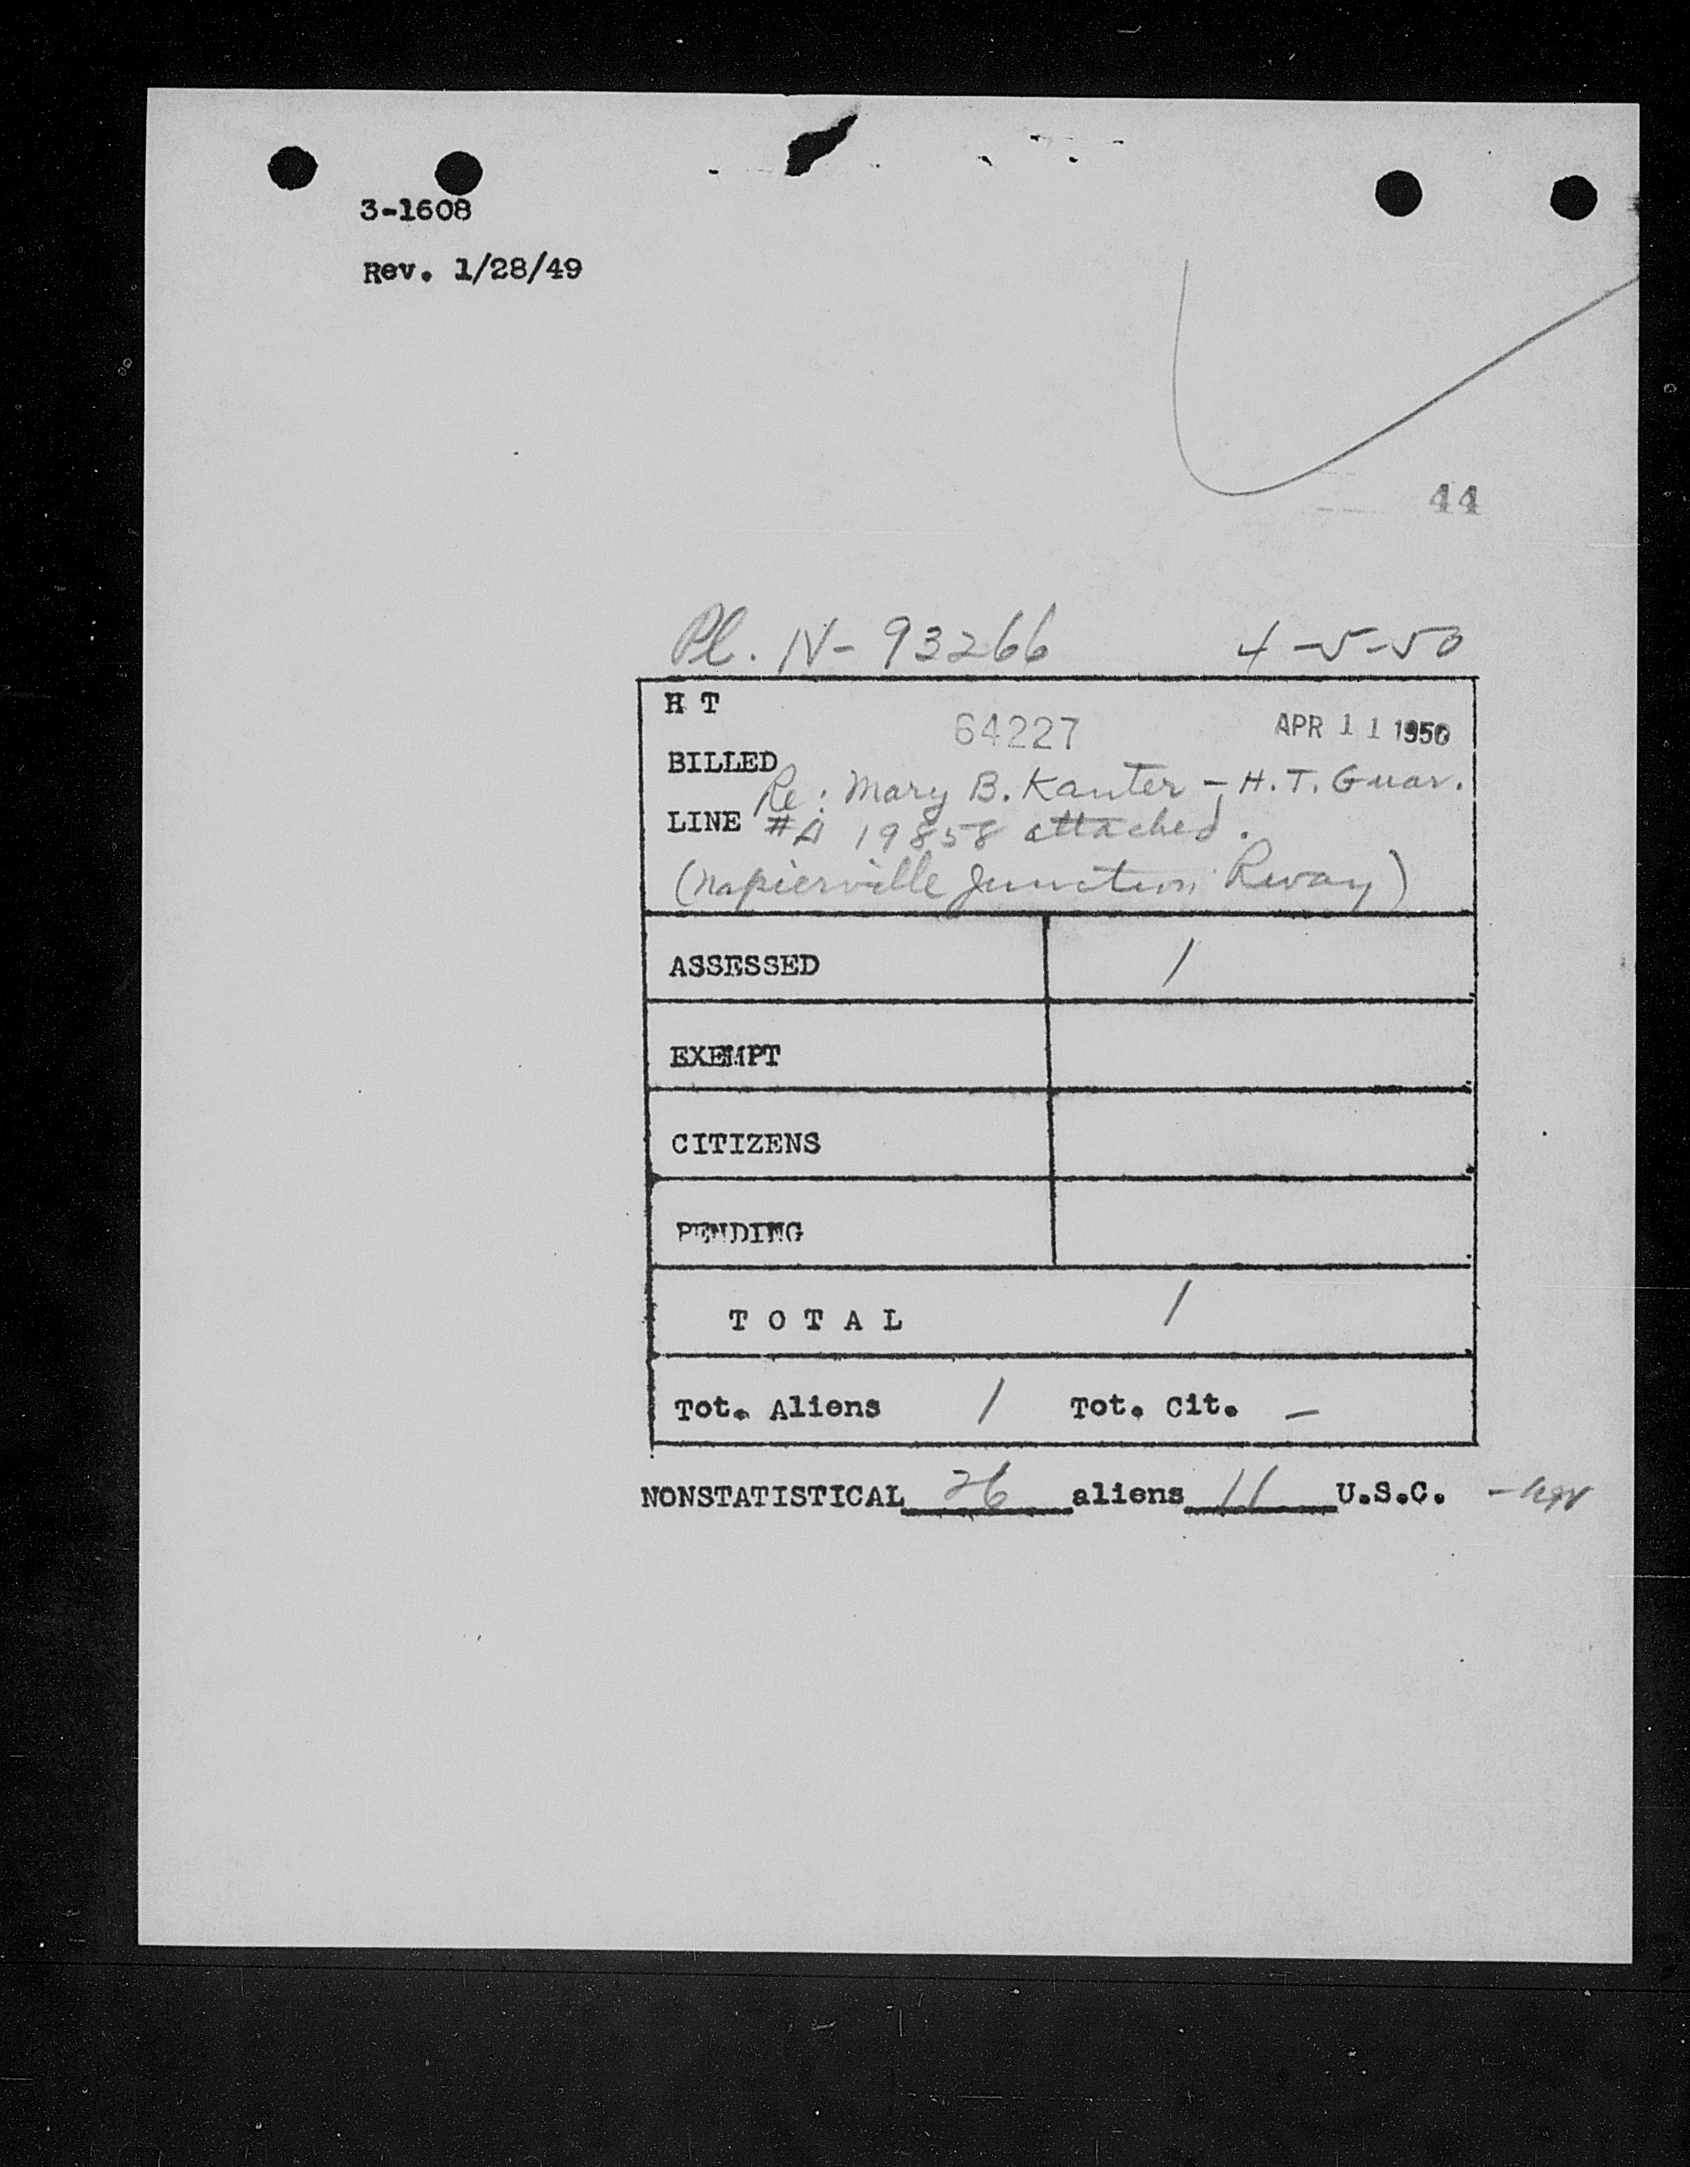 3-1608
Rev. 1/28/49
44
Pl. N-93266 4-5-50
H T
64227 APR 11 1950
BILLED
Re: Mary B. Kanter - H.T. Guar.
LINE #A 19858 attached.
(Napierville Junction Rway)
ASSESSED 1
EXEMPT
CITIZENS
PENDING
T O T A L 1
Tot. Aliens 1 Tot. Cit. -
NONSTATISTICAL 26 aliens 11 U.S.C.